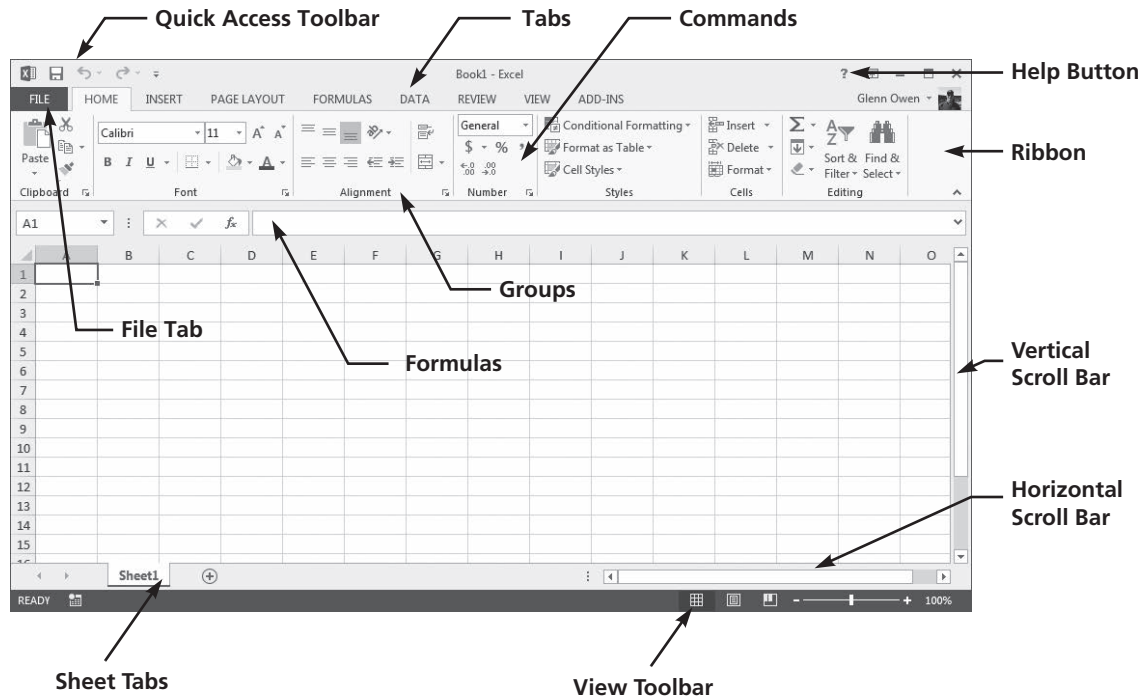 Quick Access Toolbar
Tabs
Commands
Book1 - Excel
?
Help Button
FILE HOME INSERT PAGE LAYOUT FORMULAS DATA REVIEW VIEW ADD-INS
Glenn Owen
Calibri 11 A A
General
Conditional Formatting
Insert
Σ
A
Z
Paste
B I U A
$ % ,
Format as Table
Delete
Sort & Find &
Filter Select
Ribbon
.0 .00
.00 .0
Cell Styles
Format
Clipboard Font Alignment Number Styles Cells Editing
A1
fx
A B C D E F G H I J K L M N O
1
2
3
4
5
6
7
8
9
10
11
12
13
14
15
Groups
File Tab
Formulas
Vertical
Scroll Bar
Horizontal
Scroll Bar
Sheet1
READY
100%
Sheet Tabs
View Toolbar